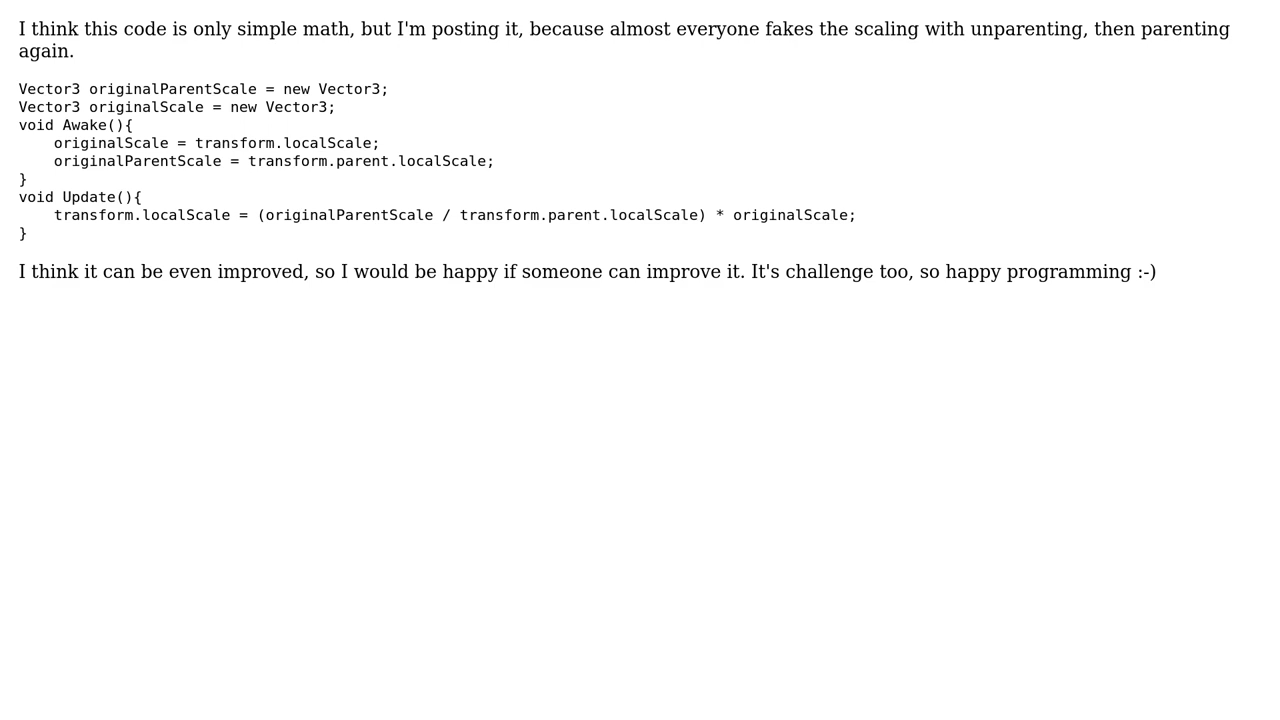 I think this code is only simple math, but I'm posting it, because almost everyone fakes the scaling with unparenting, then parenting
again.
Vector3 originalParentScale = new Vector3;
Vector3 originalScale = new Vector3;
void Awake(){
    originalScale = transform.localScale;
    originalParentScale = transform.parent.localScale;
}
void Update(){
    transform.localScale = (originalParentScale / transform.parent.localScale) * originalScale;
}
I think it can be even improved, so I would be happy if someone can improve it. It's challenge too, so happy programming :-)